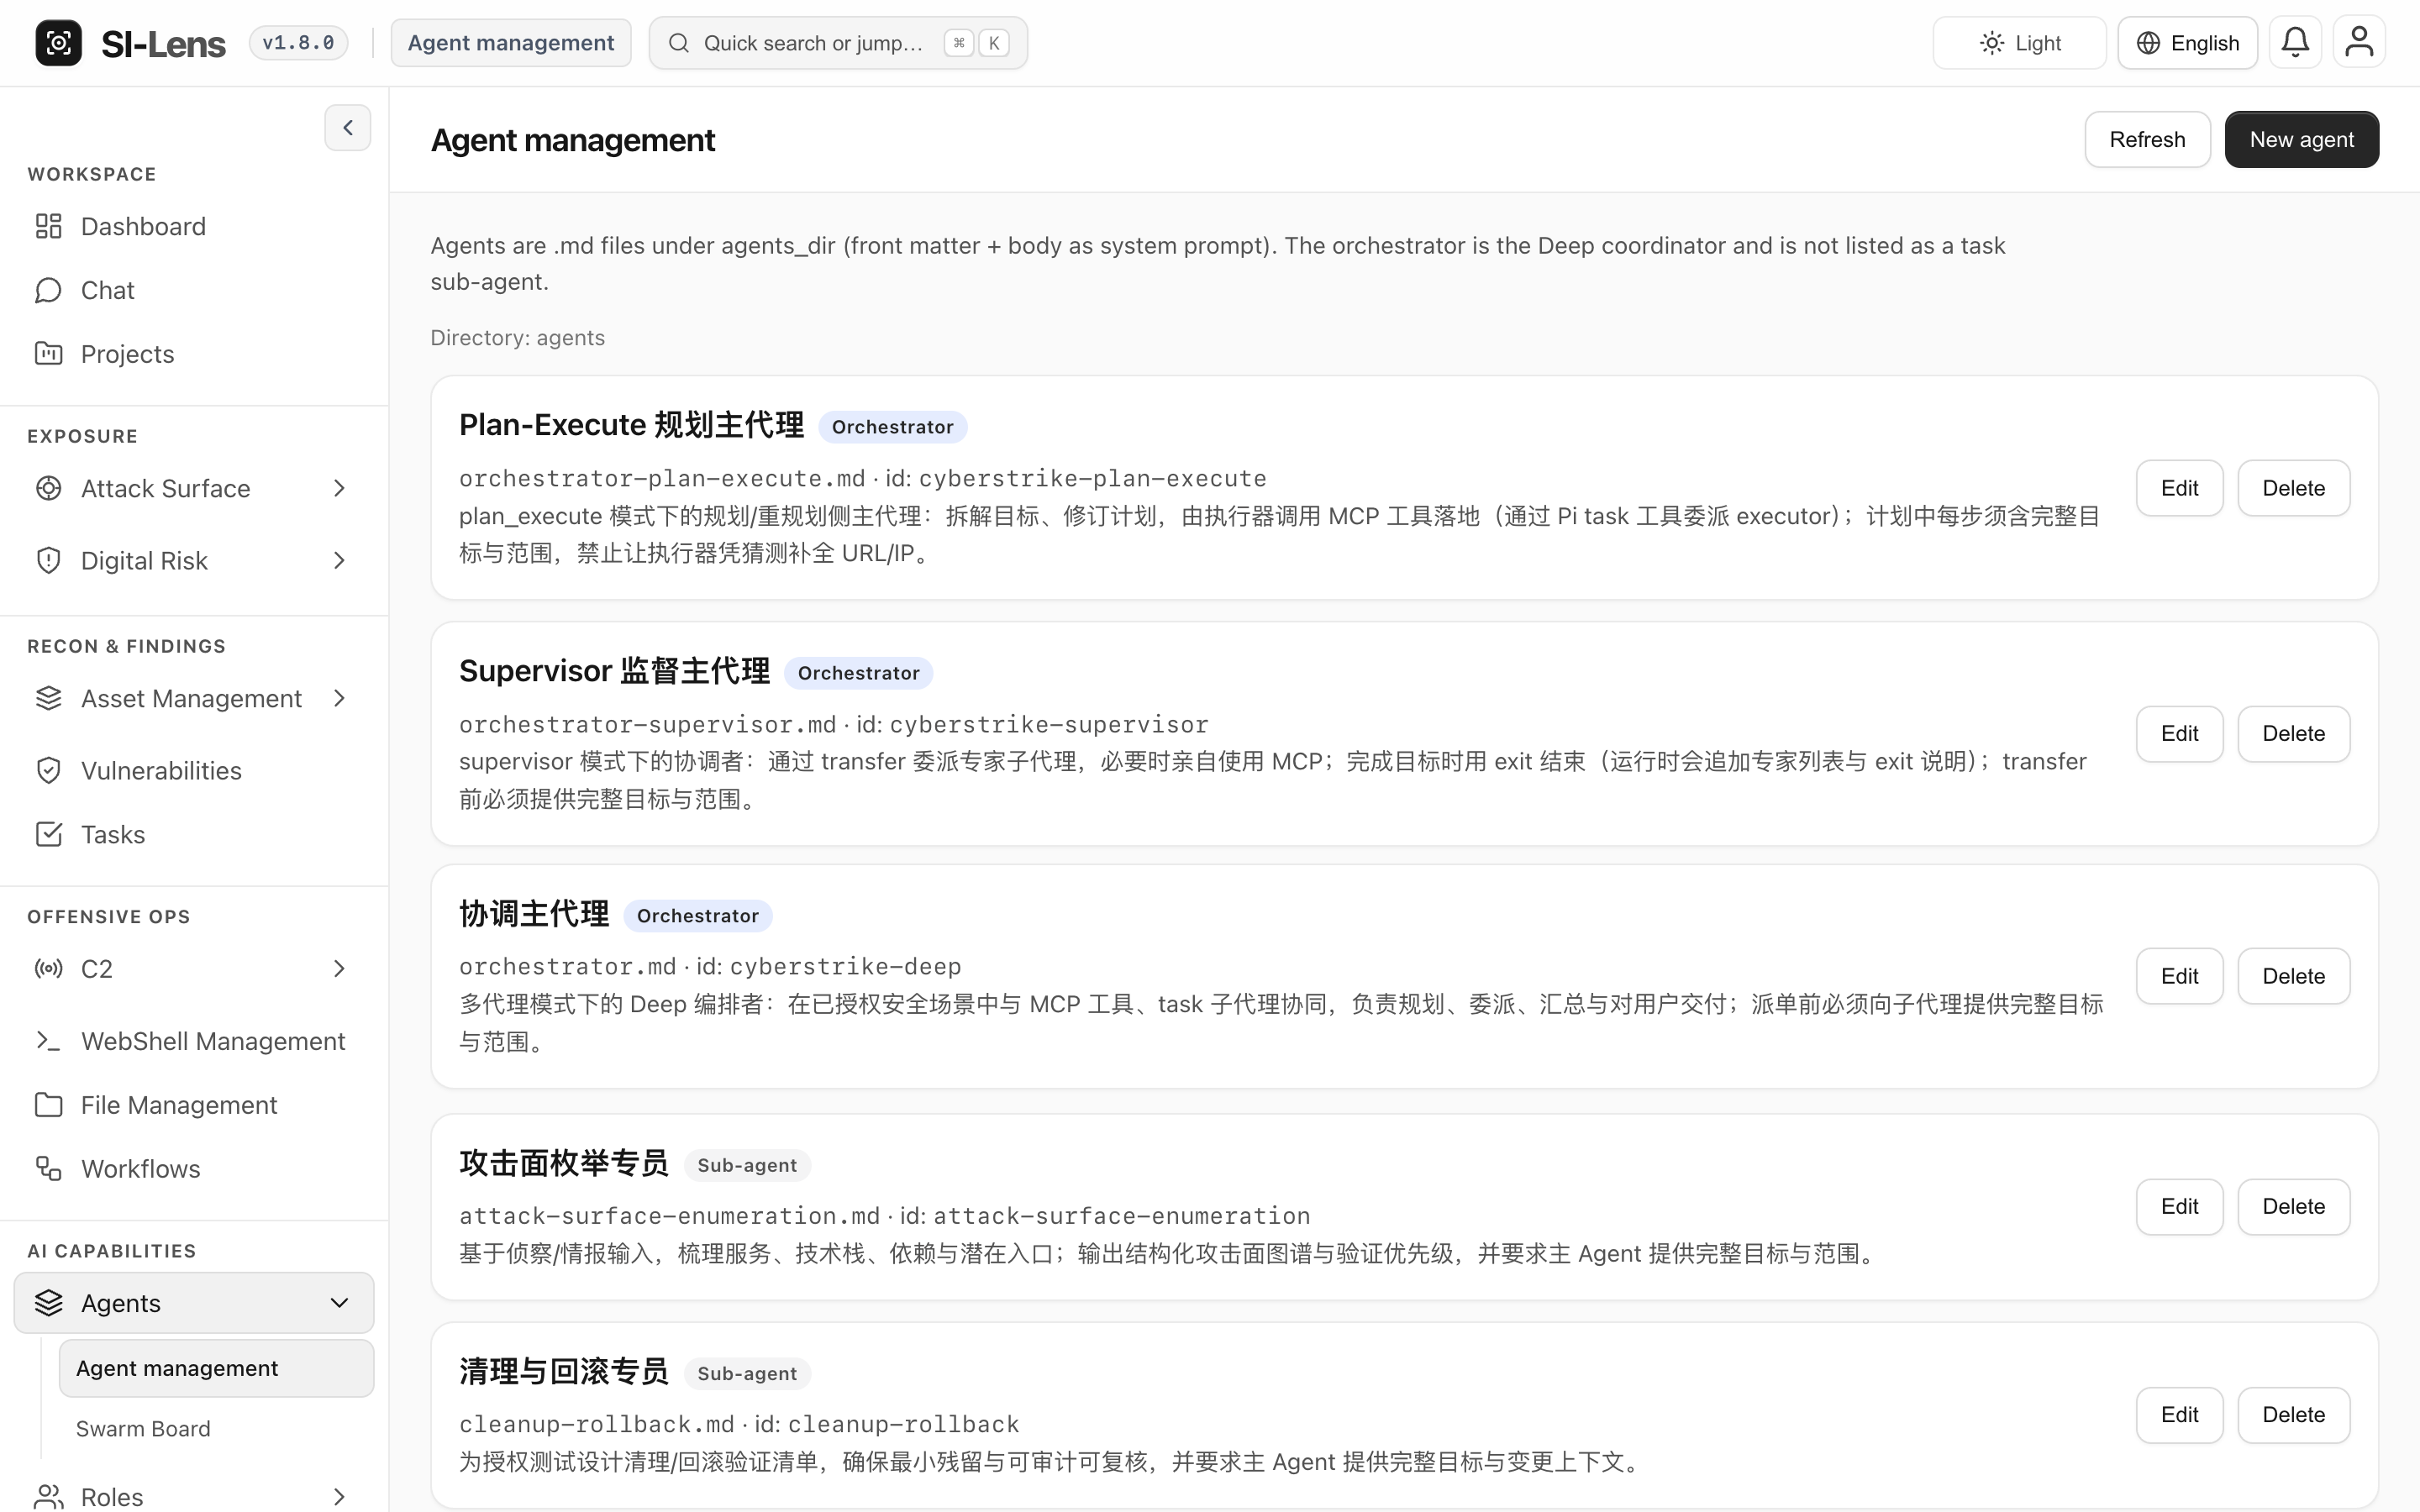 SI-Lens
v1.8.0
Agent management
Quick search or jump...
⌘ K
Light
English
WORKSPACE
Dashboard
Chat
Projects
EXPOSURE
Attack Surface
Digital Risk
RECON & FINDINGS
Asset Management
Vulnerabilities
Tasks
OFFENSIVE OPS
C2
WebShell Management
File Management
Workflows
AI CAPABILITIES
Agents
Agent management
Swarm Board
Roles
Agent management
Refresh
New agent
Agents are .md files under agents_dir (front matter + body as system prompt). The orchestrator is the Deep coordinator and is not listed as a task
sub-agent.
Directory: agents
Plan-Execute 规划主代理 Orchestrator
orchestrator-plan-execute.md · id: cyberstrike-plan-execute
plan_execute 模式下的规划/重规划侧主代理：拆解目标、修订计划，由执行器调用 MCP 工具落地（通过 Pi task 工具委派 executor）；计划中每步须含完整目
标与范围，禁止让执行器凭猜测补全 URL/IP。
Edit
Delete
Supervisor 监督主代理 Orchestrator
orchestrator-supervisor.md · id: cyberstrike-supervisor
supervisor 模式下的协调者：通过 transfer 委派专家子代理，必要时亲自使用 MCP；完成目标时用 exit 结束（运行时会追加专家列表与 exit 说明）；transfer
前必须提供完整目标与范围。
Edit
Delete
协调主代理 Orchestrator
orchestrator.md · id: cyberstrike-deep
多代理模式下的 Deep 编排者：在已授权安全场景中与 MCP 工具、task 子代理协同，负责规划、委派、汇总与对用户交付；派单前必须向子代理提供完整目标
与范围。
Edit
Delete
攻击面枚举专员 Sub-agent
attack-surface-enumeration.md · id: attack-surface-enumeration
基于侦察/情报输入，梳理服务、技术栈、依赖与潜在入口；输出结构化攻击面图谱与验证优先级，并要求主 Agent 提供完整目标与范围。
Edit
Delete
清理与回滚专员 Sub-agent
cleanup-rollback.md · id: cleanup-rollback
为授权测试设计清理/回滚验证清单，确保最小残留与可审计可复核，并要求主 Agent 提供完整目标与变更上下文。
Edit
Delete